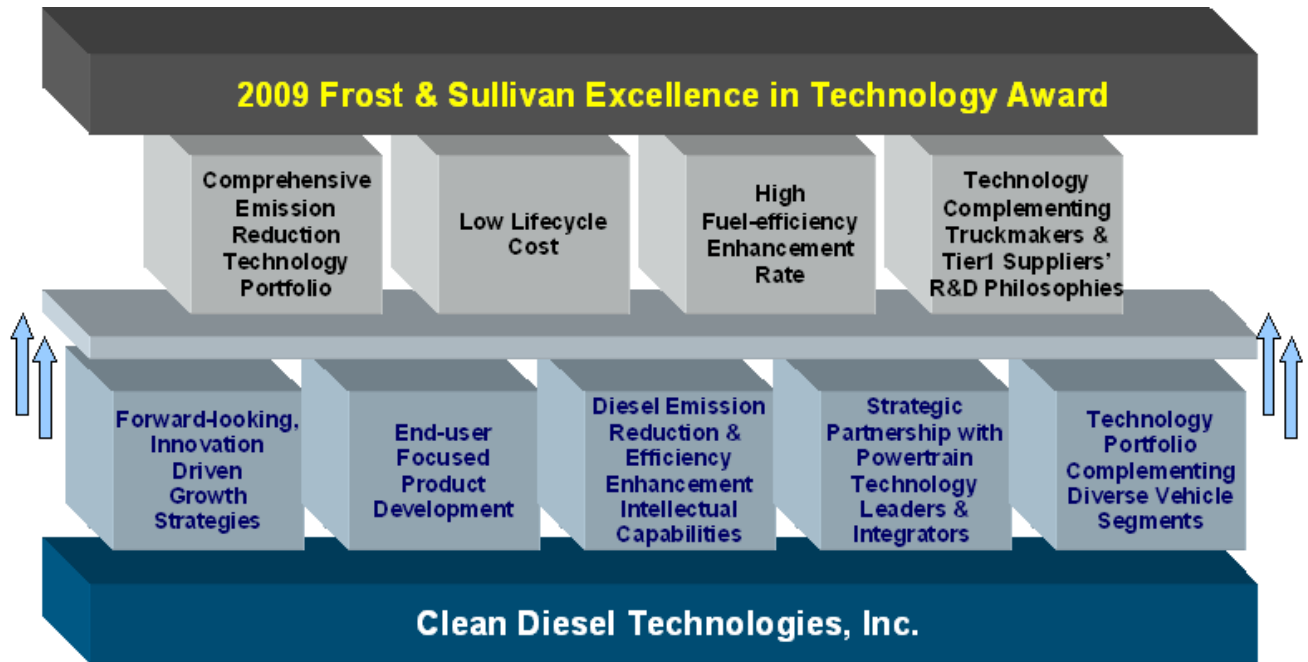 2009 Frost & Sullivan Excellence in Technology Award
Comprehensive
Emission
Reduction
Technology
Portfolio
Low Lifecycle
Cost
High
Fuel-efficiency
Enhancement
Rate
Technology
Complementing
Truckmakers &
Tier1 Suppliers’
R&D Philosophies
Forward-looking,
Innovation
Driven
Growth
Strategies
End-user
Focused
Product
Development
Diesel Emission
Reduction &
Efficiency
Enhancement
Intellectual
Capabilities
Strategic
Partnership with
Powertrain
Technology
Leaders &
Integrators
Technology
Portfolio
Complementing
Diverse Vehicle
Segments
Clean Diesel Technologies, Inc.